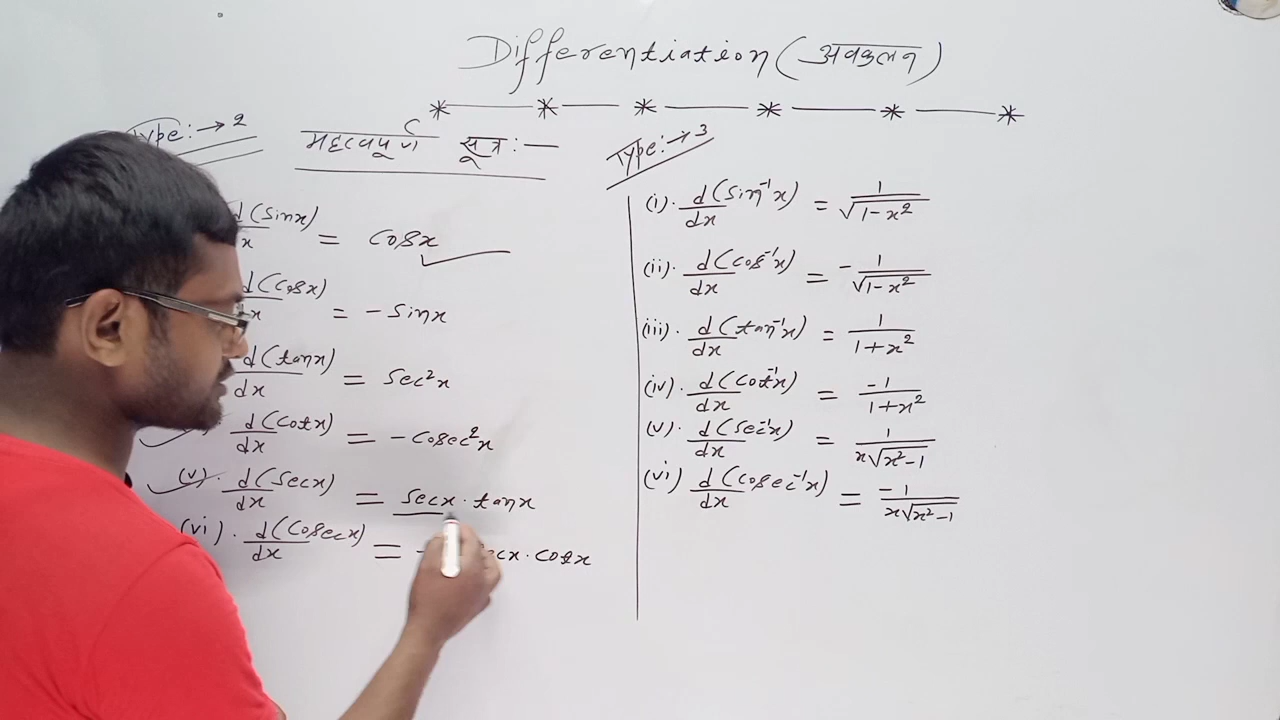 Differentiation (अवकलन)
Type:→2
महत्वपूर्ण सूत्र:—
d(sinx)/x = cosx
d(cosx)/x = -sinx
d(tanx)/dx = sec²x
d(cotx)/dx = -cosec²x
(v). d(secx)/dx = secx.tanx
(vi). d(cosecx)/dx = - secx.cotx
Type:→3
(i). d(sin⁻¹x)/dx = 1/√(1-x²)
(ii). d(cos⁻¹x)/dx = -1/√(1-x²)
(iii). d(tan⁻¹x)/dx = 1/(1+x²)
(iv). d(cot⁻¹x)/dx = -1/(1+x²)
(v). d(sec⁻¹x)/dx = 1/(x√(x²-1))
(vi) d(cosec⁻¹x)/dx = -1/(x√(x²-1))